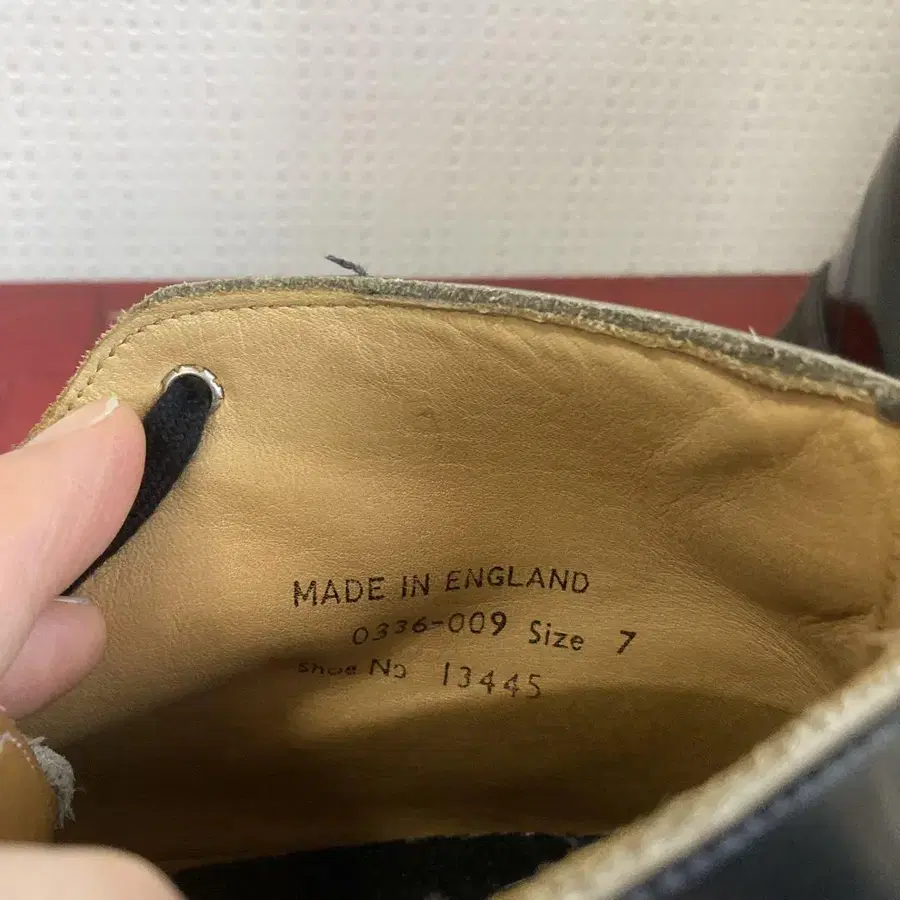 MADE IN ENGLAND
0336-009 Size 7
Shoe No 13445